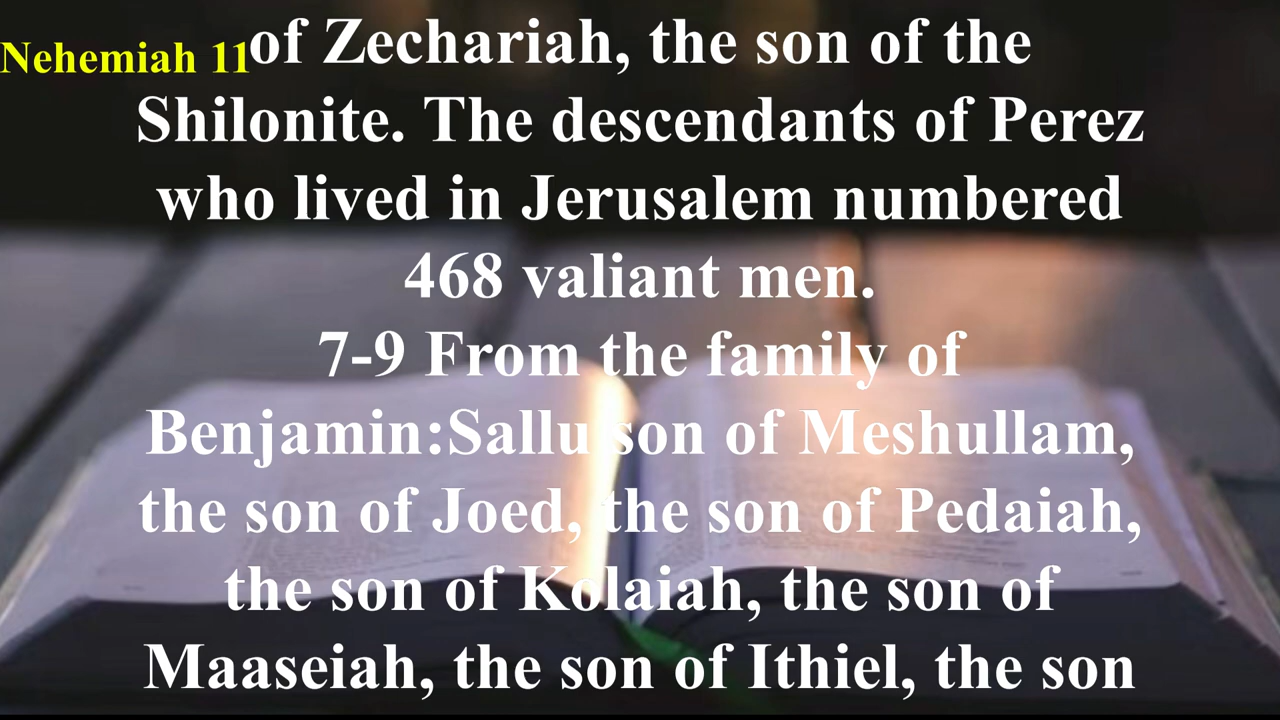 Nehemiah 11
of Zechariah, the son of the
Shilonite. The descendants of Perez
who lived in Jerusalem numbered
468 valiant men.
7-9 From the family of
Benjamin:Sallu son of Meshullam,
the son of Joed, the son of Pedaiah,
the son of Kolaiah, the son of
Maaseiah, the son of Ithiel, the son